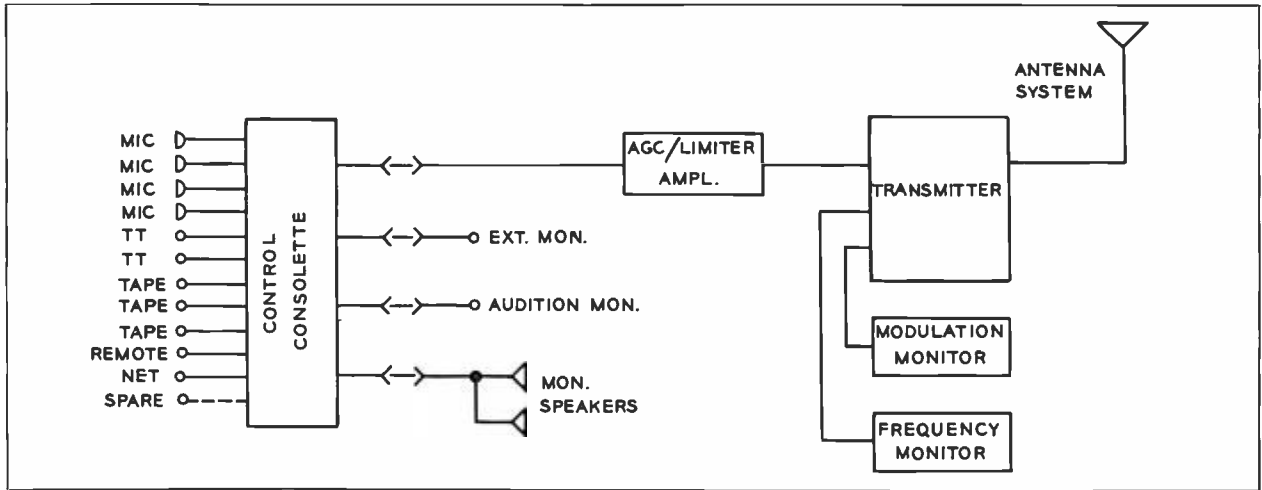 MIC
MIC
MIC
MIC
TT
TT
TAPE
TAPE
TAPE
REMOTE
NET
SPARE
CONTROL
CONSOLETTE
EXT. MON.
AUDITION MON.
MON.
SPEAKERS
AGC/LIMITER
AMPL.
TRANSMITTER
ANTENNA
SYSTEM
MODULATION
MONITOR
FREQUENCY
MONITOR